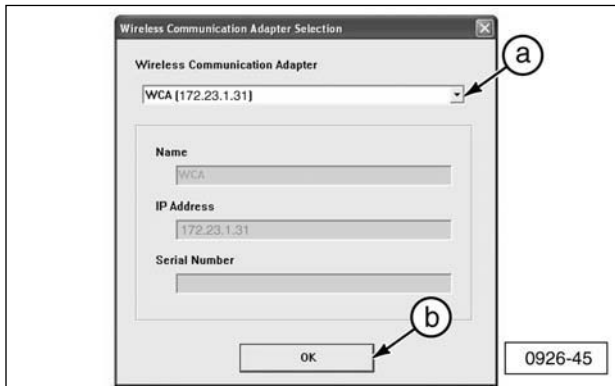 Wireless Communication Adapter Selection
Wireless Communication Adapter
a
WCA (172.23.1.31)
Name
WCA
IP Address
172.23.1.31
Serial Number
b
OK
0926-45